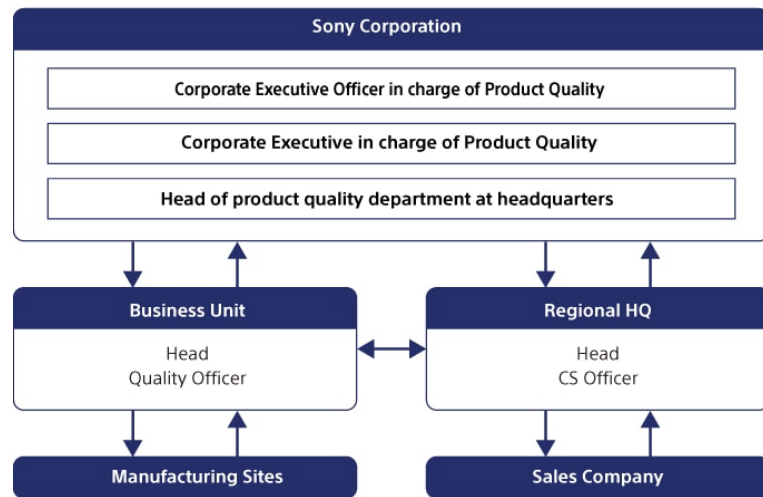 Sony Corporation
Corporate Executive Officer in charge of Product Quality
Corporate Executive in charge of Product Quality
Head of product quality department at headquarters
Business Unit
Head
Quality Officer
Regional HQ
Head
CS Officer
Manufacturing Sites
Sales Company